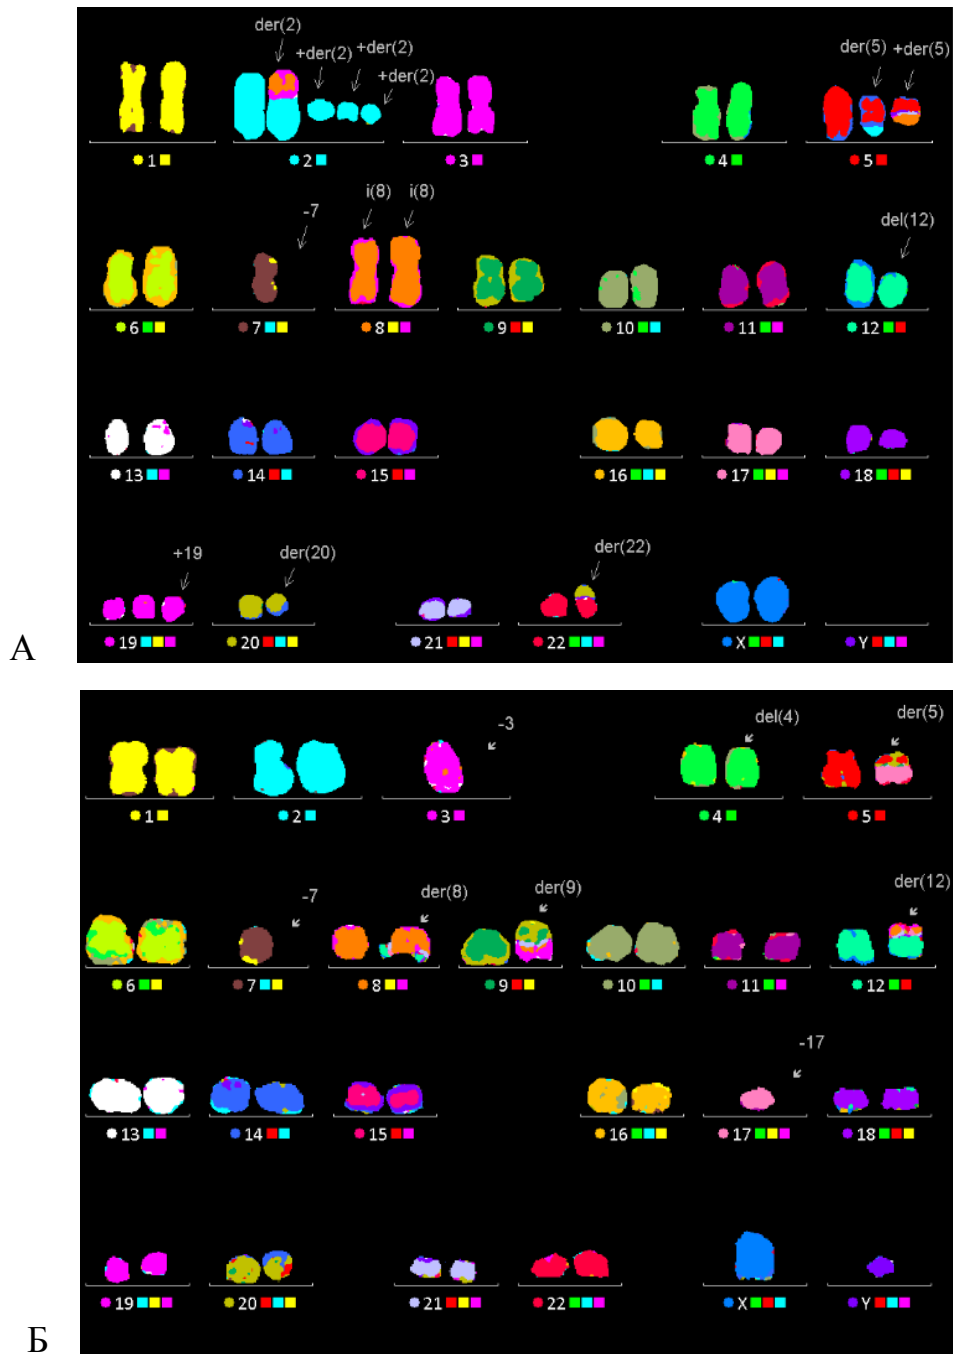 der(2)
+der(2) +der(2)
+der(2)
der(5) +der(5)
1 2 3 4 5
-7 i(8) i(8) del(12)
6 7 8 9 10 11 12
13 14 15 16 17 18
+19 der(20) der(22)
19 20 21 22 X Y
А
-3 del(4) der(5)
1 2 3 4 5
-7 der(8) der(9) der(12)
6 7 8 9 10 11 12
-17
13 14 15 16 17 18
19 20 21 22 X Y
Б